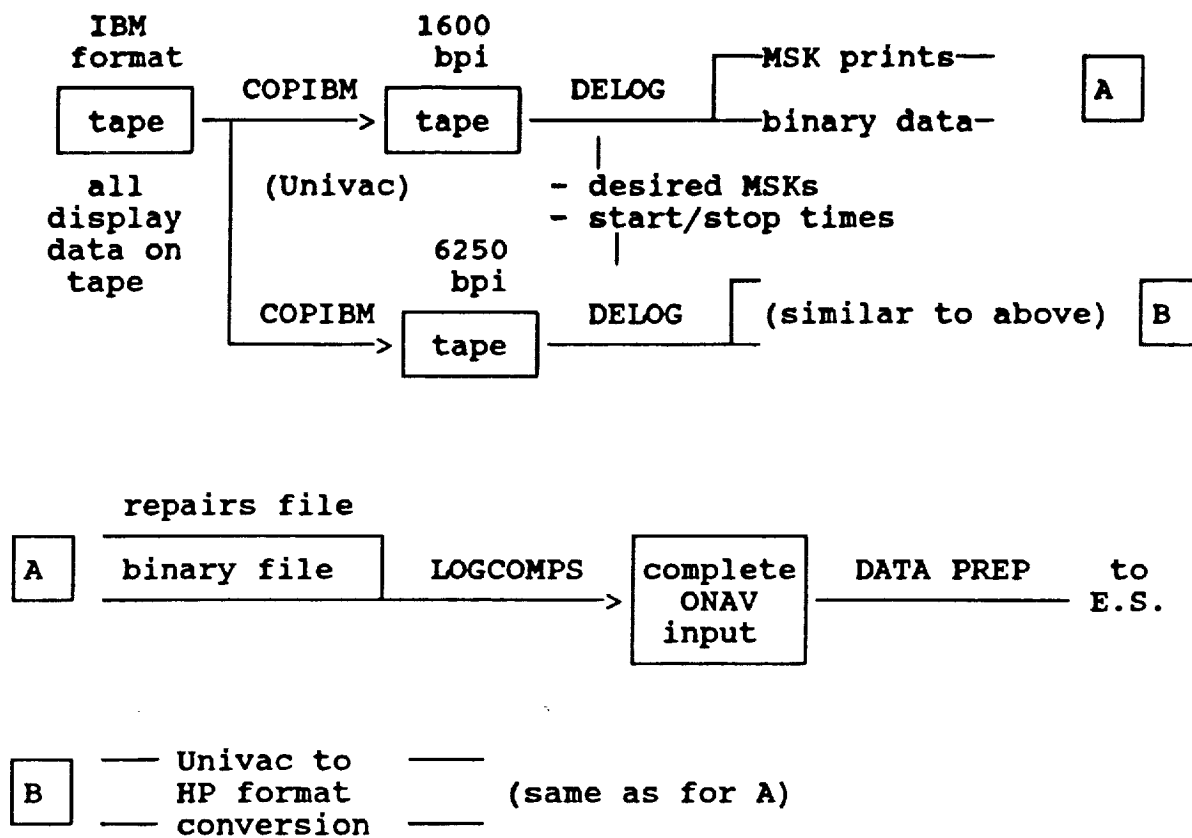 IBM format
1600 bpi
COPIBM
DELOG
MSK prints
A
tape
tape
binary data
all display data on tape
(Univac)
- desired MSKs
- start/stop times
6250 bpi
COPIBM
DELOG
(similar to above)
B
tape
repairs file
A
binary file
LOGCOMPS
complete ONAV input
DATA PREP
to E.S.
B
Univac to HP format conversion
(same as for A)